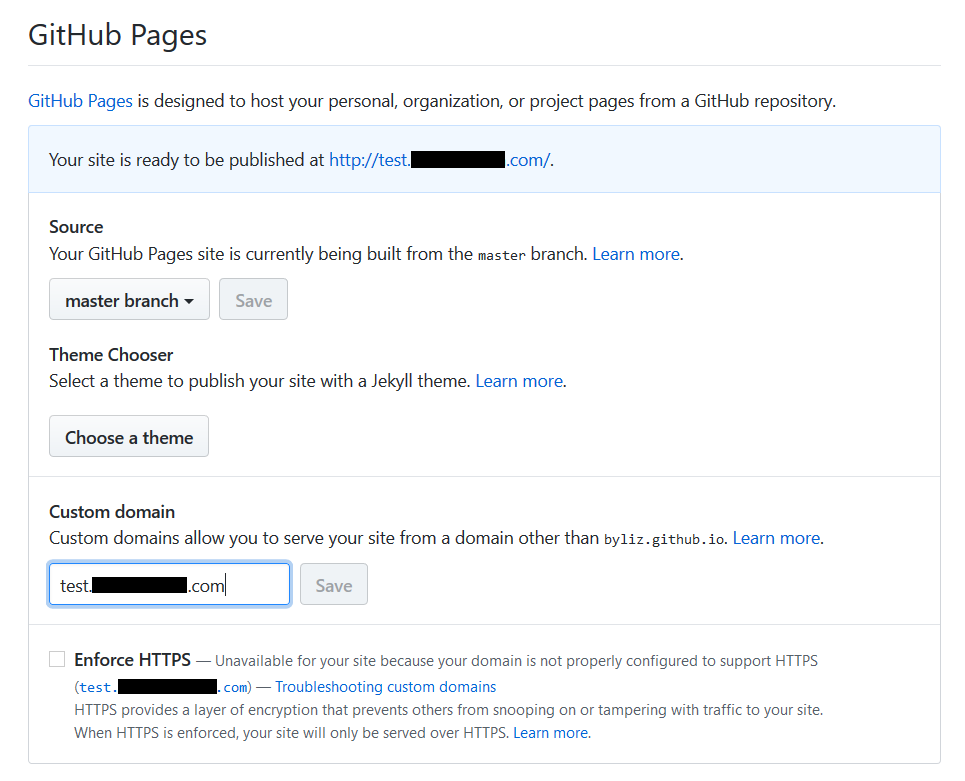 GitHub Pages
GitHub Pages is designed to host your personal, organization, or project pages from a GitHub repository.
Your site is ready to be published at http://test. .com/.
Source
Your GitHub Pages site is currently being built from the master branch. Learn more.
master branch Save
Theme Chooser
Select a theme to publish your site with a Jekyll theme. Learn more.
Choose a theme
Custom domain
Custom domains allow you to serve your site from a domain other than byliz.github.io. Learn more.
test. .com Save
Enforce HTTPS — Unavailable for your site because your domain is not properly configured to support HTTPS
(test. .com) — Troubleshooting custom domains
HTTPS provides a layer of encryption that prevents others from snooping on or tampering with traffic to your site.
When HTTPS is enforced, your site will only be served over HTTPS. Learn more.